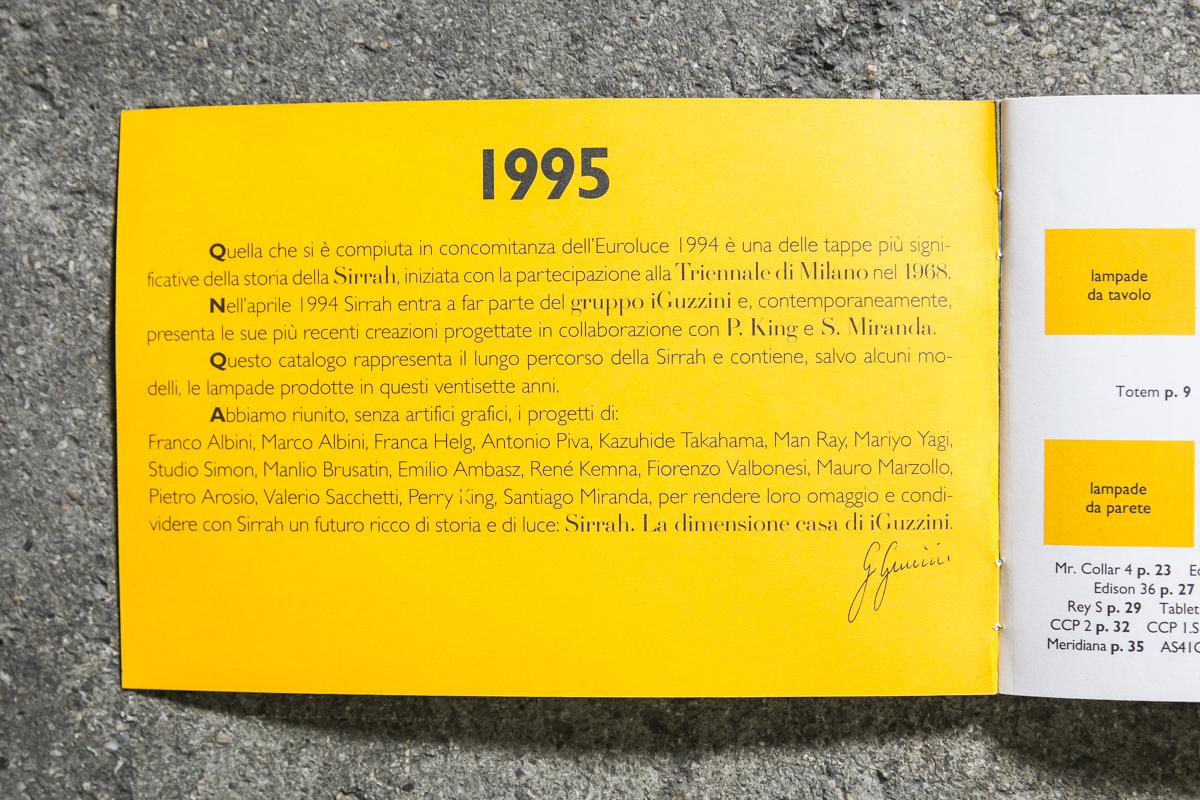 1995
Quella che si è compiuta in concomitanza dell'Euroluce 1994 è una delle tappe più signi-
ficative della storia della Sirrah, iniziata con la partecipazione alla Triennale di Milano nel 1968.
Nell'aprile 1994 Sirrah entra a far parte del gruppo iGuzzini e, contemporaneamente,
presenta le sue più recenti creazioni progettate in collaborazione con P. King e S. Miranda.
Questo catalogo rappresenta il lungo percorso della Sirrah e contiene, salvo alcuni mo-
delli, le lampade prodotte in questi ventisette anni.
Abbiamo riunito, senza artifici grafici, i progetti di:
Franco Albini, Marco Albini, Franca Helg, Antonio Piva, Kazuhide Takahama, Man Ray, Mariyo Yagi,
Studio Simon, Manlio Brusatin, Emilio Ambasz, René Kemna, Fiorenzo Valbonesi, Mauro Marzollo,
Pietro Arosio, Valerio Sacchetti, Perry King, Santiago Miranda, per rendere loro omaggio e condi-
videre con Sirrah un futuro ricco di storia e di luce: Sirrah. La dimensione casa di iGuzzini.
lampade
da tavolo
Totem p. 9
lampade
da parete
Mr. Collar 4 p. 23
Edison 36 p. 27
Rey S p. 29 Tablet
CCP 2 p. 32 CCP 1.S
Meridiana p. 35